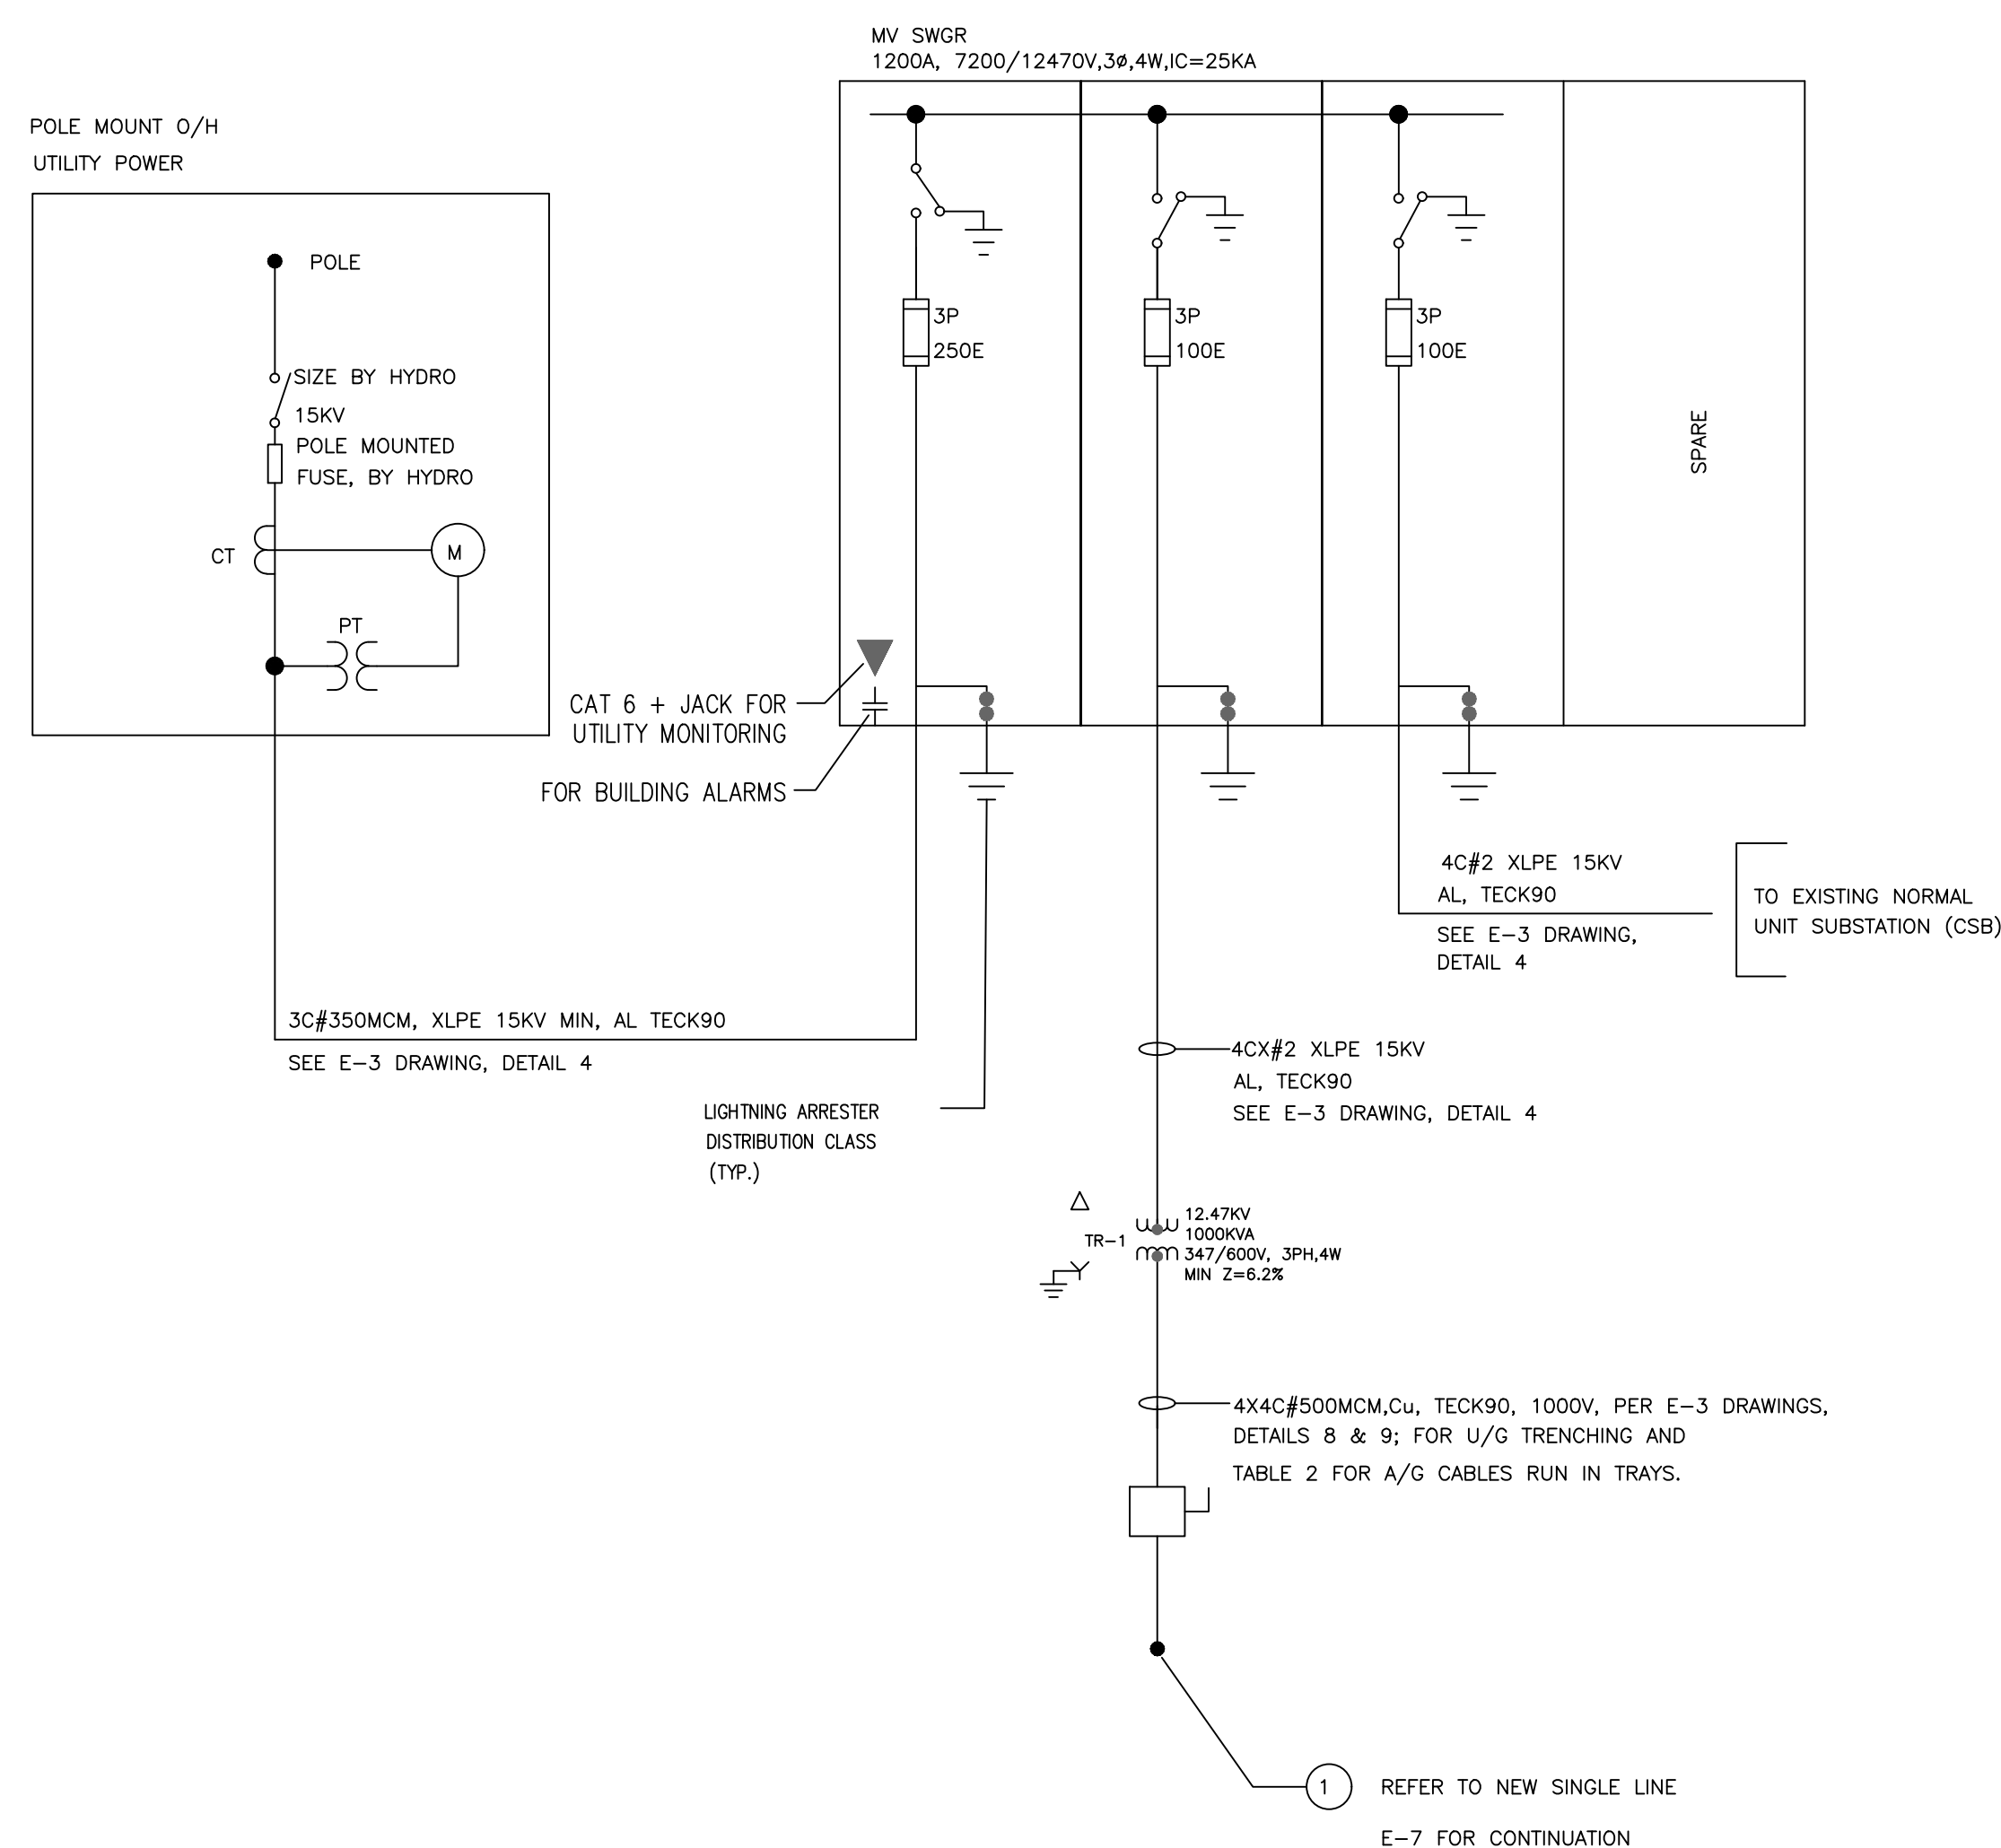 MV SWGR
1200A, 7200/12470V,3ø,4W,IC=25KA
POLE MOUNT O/H
UTILITY POWER
POLE
SIZE BY HYDRO
15KV
POLE MOUNTED
FUSE, BY HYDRO
CT
M
PT
3P
250E
3P
100E
3P
100E
SPARE
CAT 6 + JACK FOR
UTILITY MONITORING
FOR BUILDING ALARMS
4C#2 XLPE 15KV
AL, TECK90
SEE E-3 DRAWING,
DETAIL 4
TO EXISTING NORMAL
UNIT SUBSTATION (CSB)
3C#350MCM, XLPE 15KV MIN, AL TECK90
SEE E-3 DRAWING, DETAIL 4
4CX#2 XLPE 15KV
AL, TECK90
SEE E-3 DRAWING, DETAIL 4
LIGHTNING ARRESTER
DISTRIBUTION CLASS
(TYP.)
TR-1
12.47KV
1000KVA
347/600V, 3PH,4W
MIN Z=6.2%
4X4C#500MCM,Cu, TECK90, 1000V, PER E-3 DRAWINGS,
DETAILS 8 & 9; FOR U/G TRENCHING AND
TABLE 2 FOR A/G CABLES RUN IN TRAYS.
1
REFER TO NEW SINGLE LINE
E-7 FOR CONTINUATION